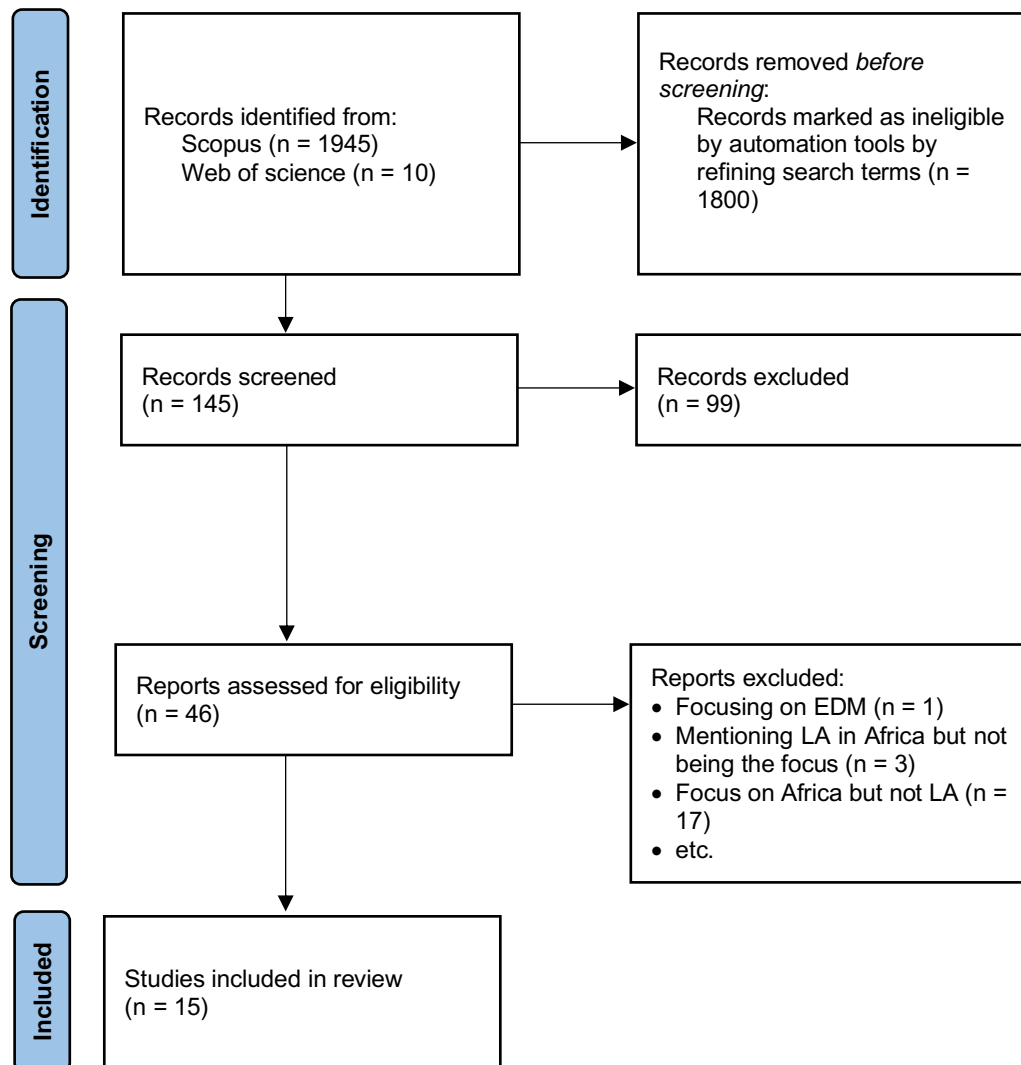 Identification
Records identified from:
Scopus (n = 1945)
Web of science (n = 10)
Records removed before
screening:
Records marked as ineligible
by automation tools by
refining search terms (n =
1800)
Screening
Records screened
(n = 145)
Records excluded
(n = 99)
Reports assessed for eligibility
(n = 46)
Reports excluded:
• Focusing on EDM (n = 1)
• Mentioning LA in Africa but not
being the focus (n = 3)
• Focus on Africa but not LA (n =
17)
• etc.
Included
Studies included in review
(n = 15)